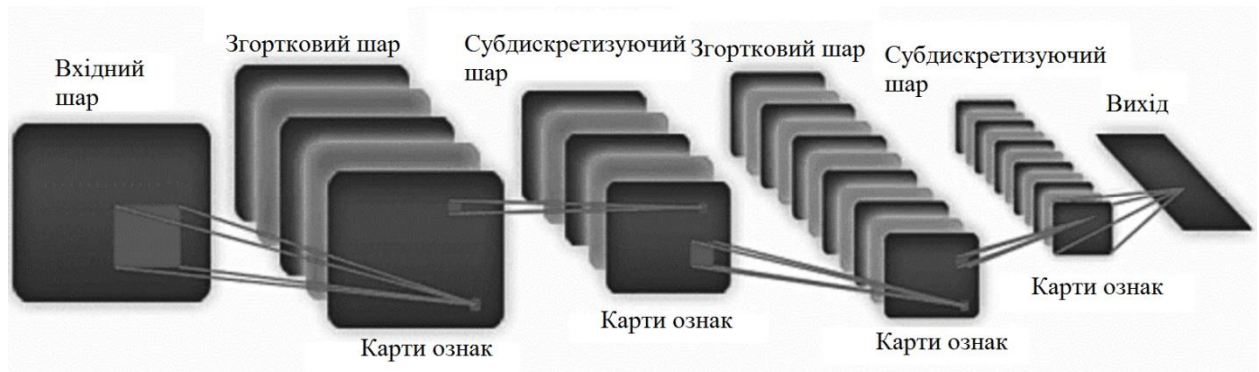 Вхідний
шар
Згортковий шар
Субдискретизуючий
шар
Згортковий шар
Субдискретизуючий
шар
Вихід
Карти ознак
Карти ознак
Карти ознак
Карти ознак